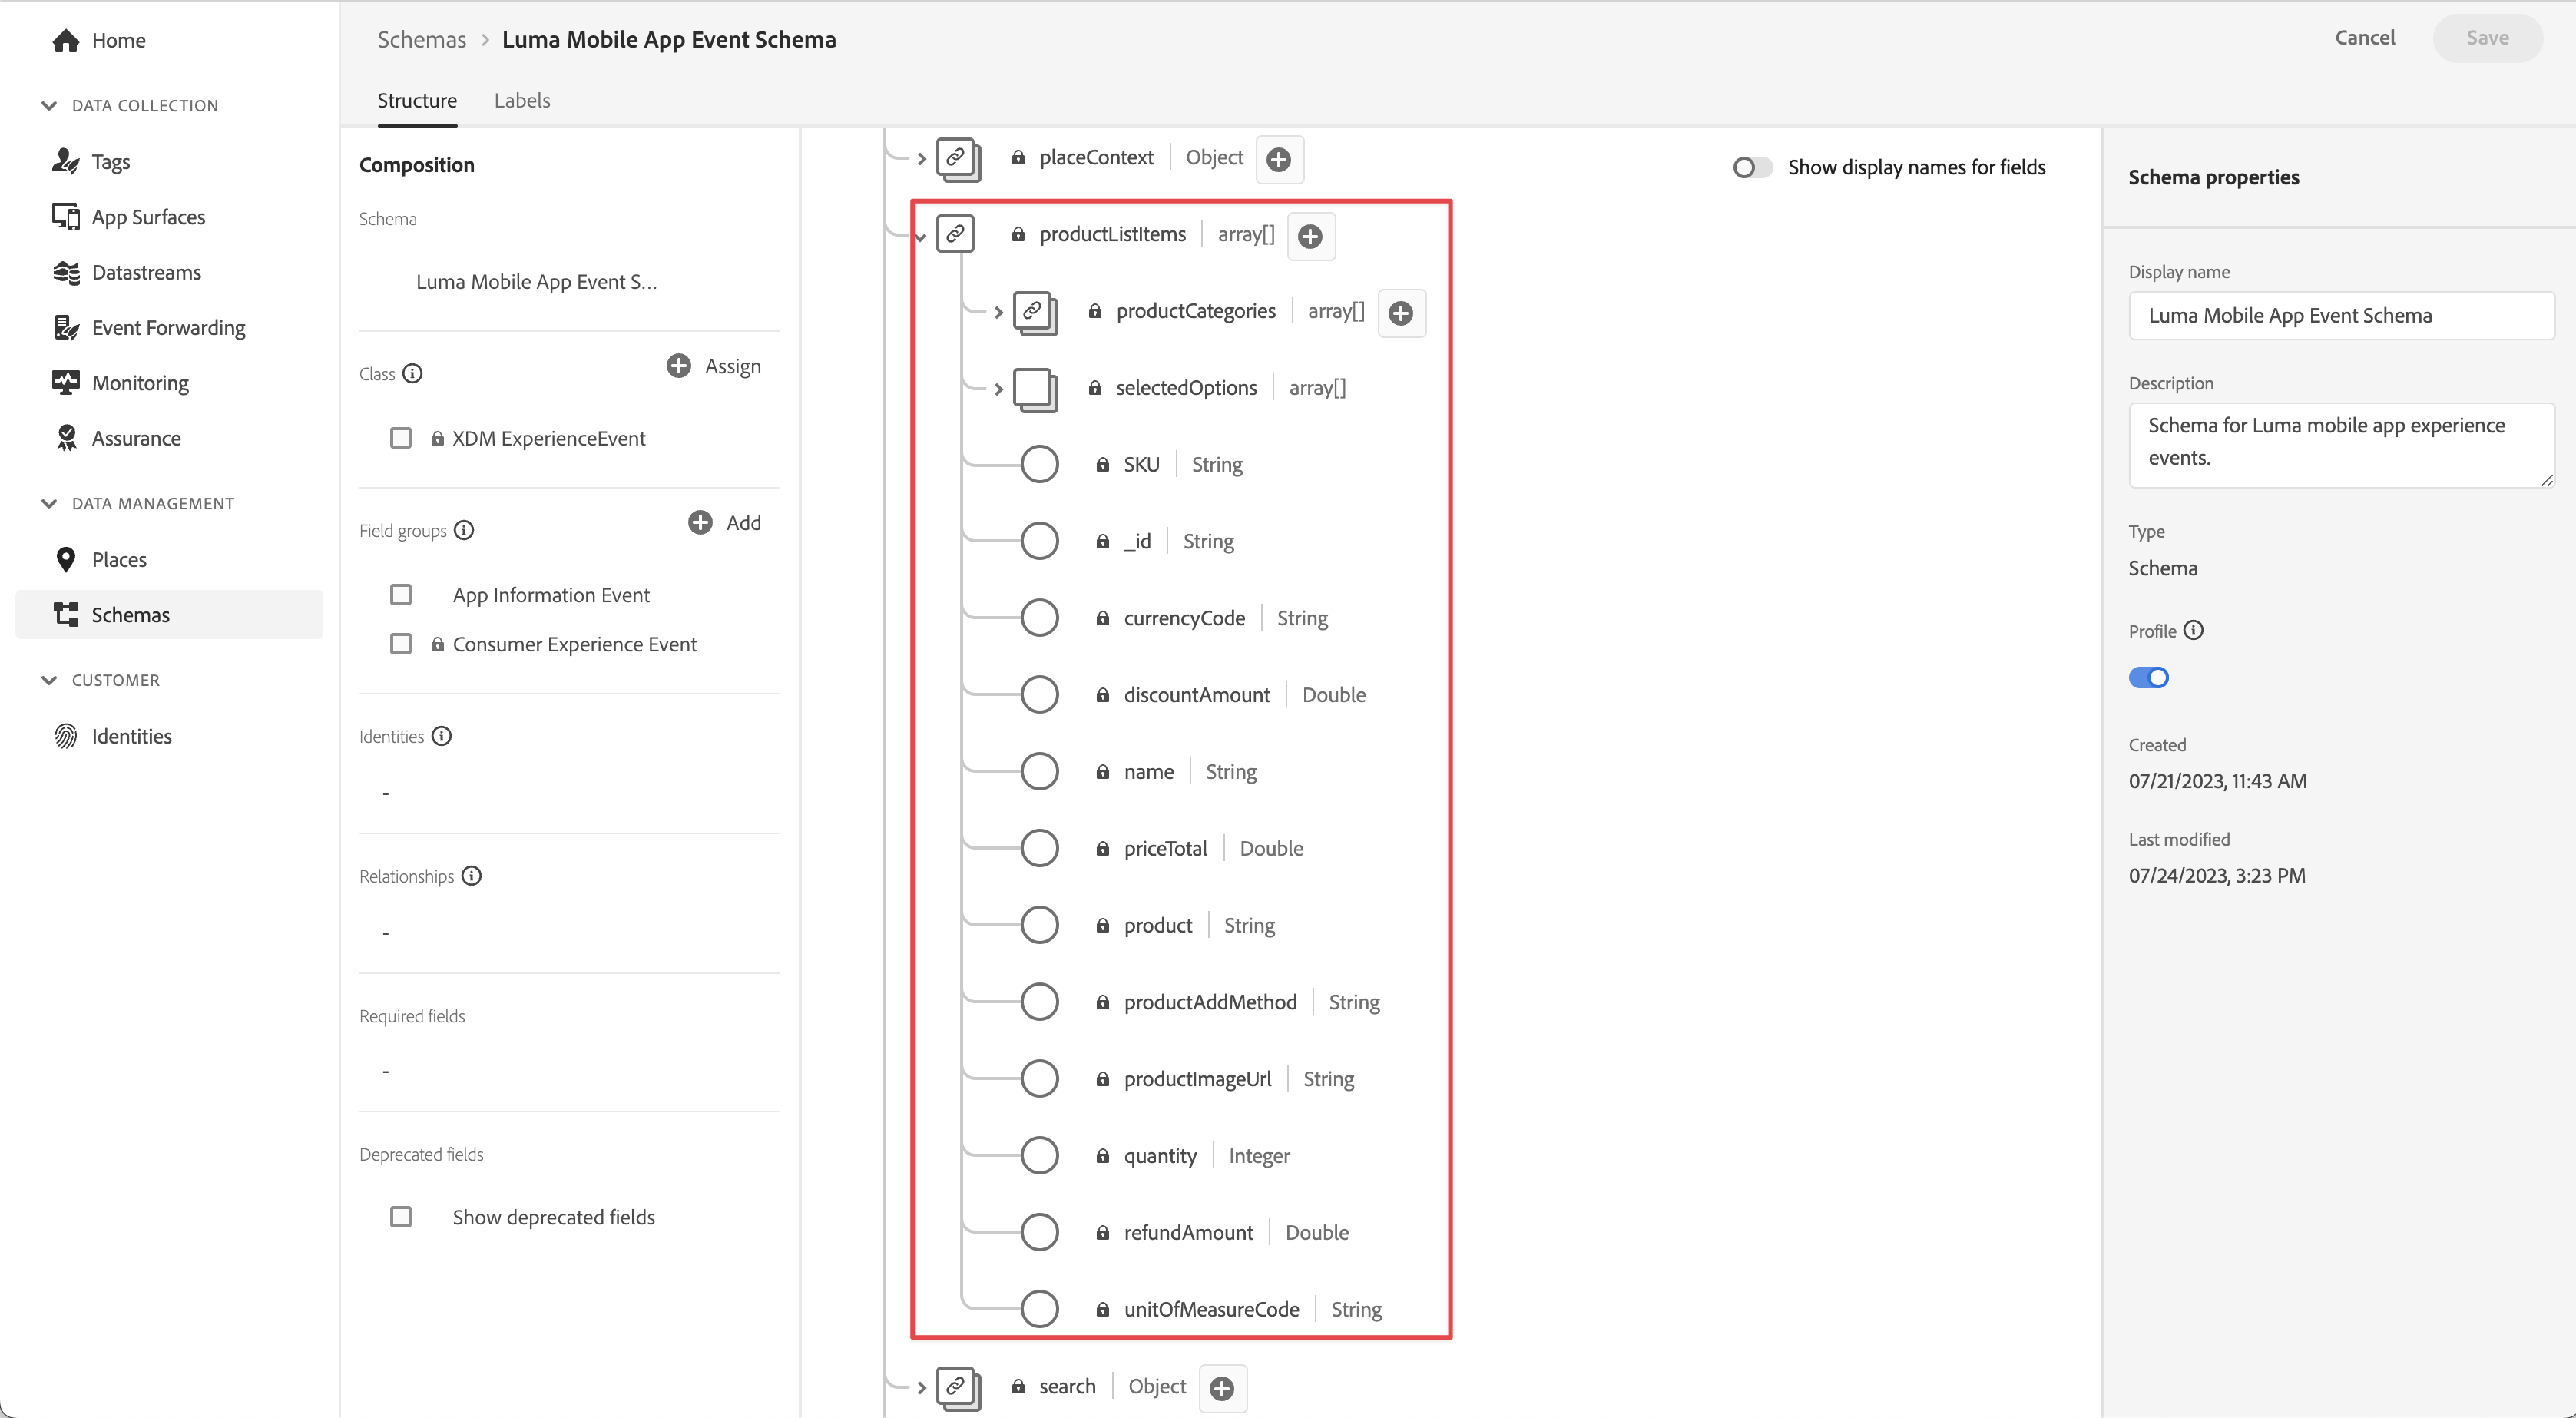 Home
DATA COLLECTION
Tags
App Surfaces
Datastreams
Event Forwarding
Monitoring
Assurance
DATA MANAGEMENT
Places
Schemas
CUSTOMER
Identities
Schemas > Luma Mobile App Event Schema
Cancel
Save
Structure
Labels
Composition
Schema
Luma Mobile App Event S...
Class
Assign
XDM ExperienceEvent
Field groups
Add
App Information Event
Consumer Experience Event
Identities
-
Relationships
-
Required fields
-
Deprecated fields
Show deprecated fields
placeContext | Object
Show display names for fields
productListItems | array[]
productCategories | array[]
selectedOptions | array[]
SKU | String
_id | String
currencyCode | String
discountAmount | Double
name | String
priceTotal | Double
product | String
productAddMethod | String
productImageUrl | String
quantity | Integer
refundAmount | Double
unitOfMeasureCode | String
search | Object
Schema properties
Display name
Luma Mobile App Event Schema
Description
Schema for Luma mobile app experience
events.
Type
Schema
Profile
Created
07/21/2023, 11:43 AM
Last modified
07/24/2023, 3:23 PM